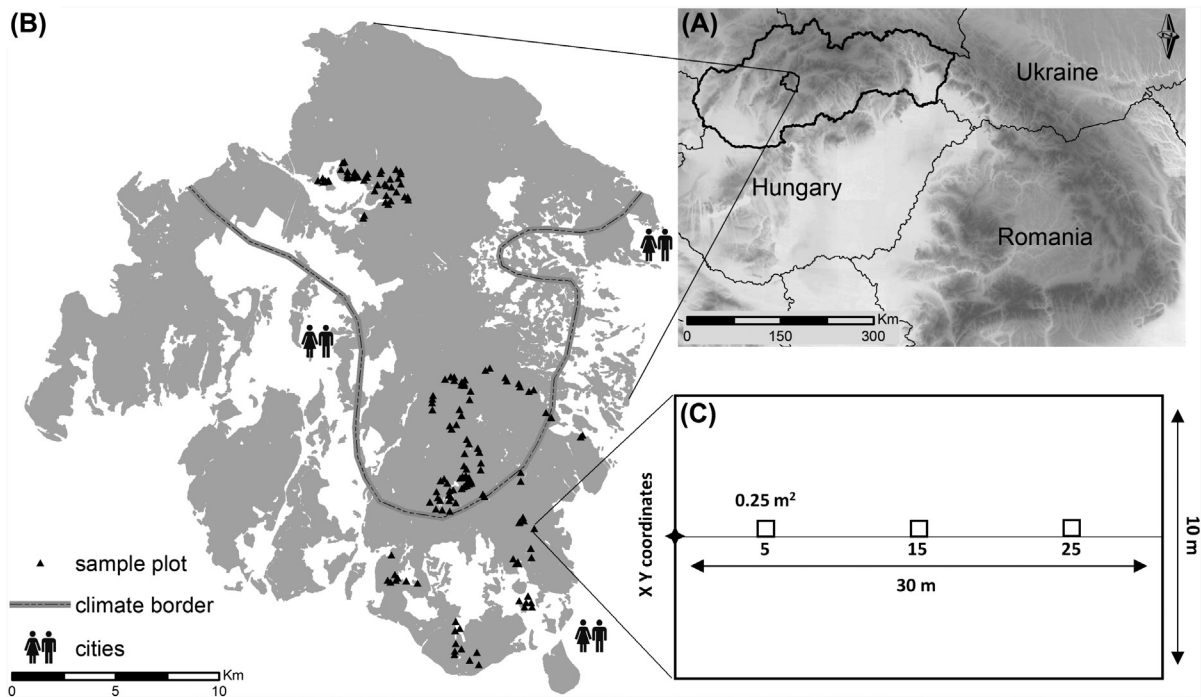 (B)
sample plot
climate border
cities
Km
0 5 10
(A)
Ukraine
Hungary
Romania
Km
0 150 300
(C)
X Y coordinates
0.25 m²
5 15 25
30 m
10 m